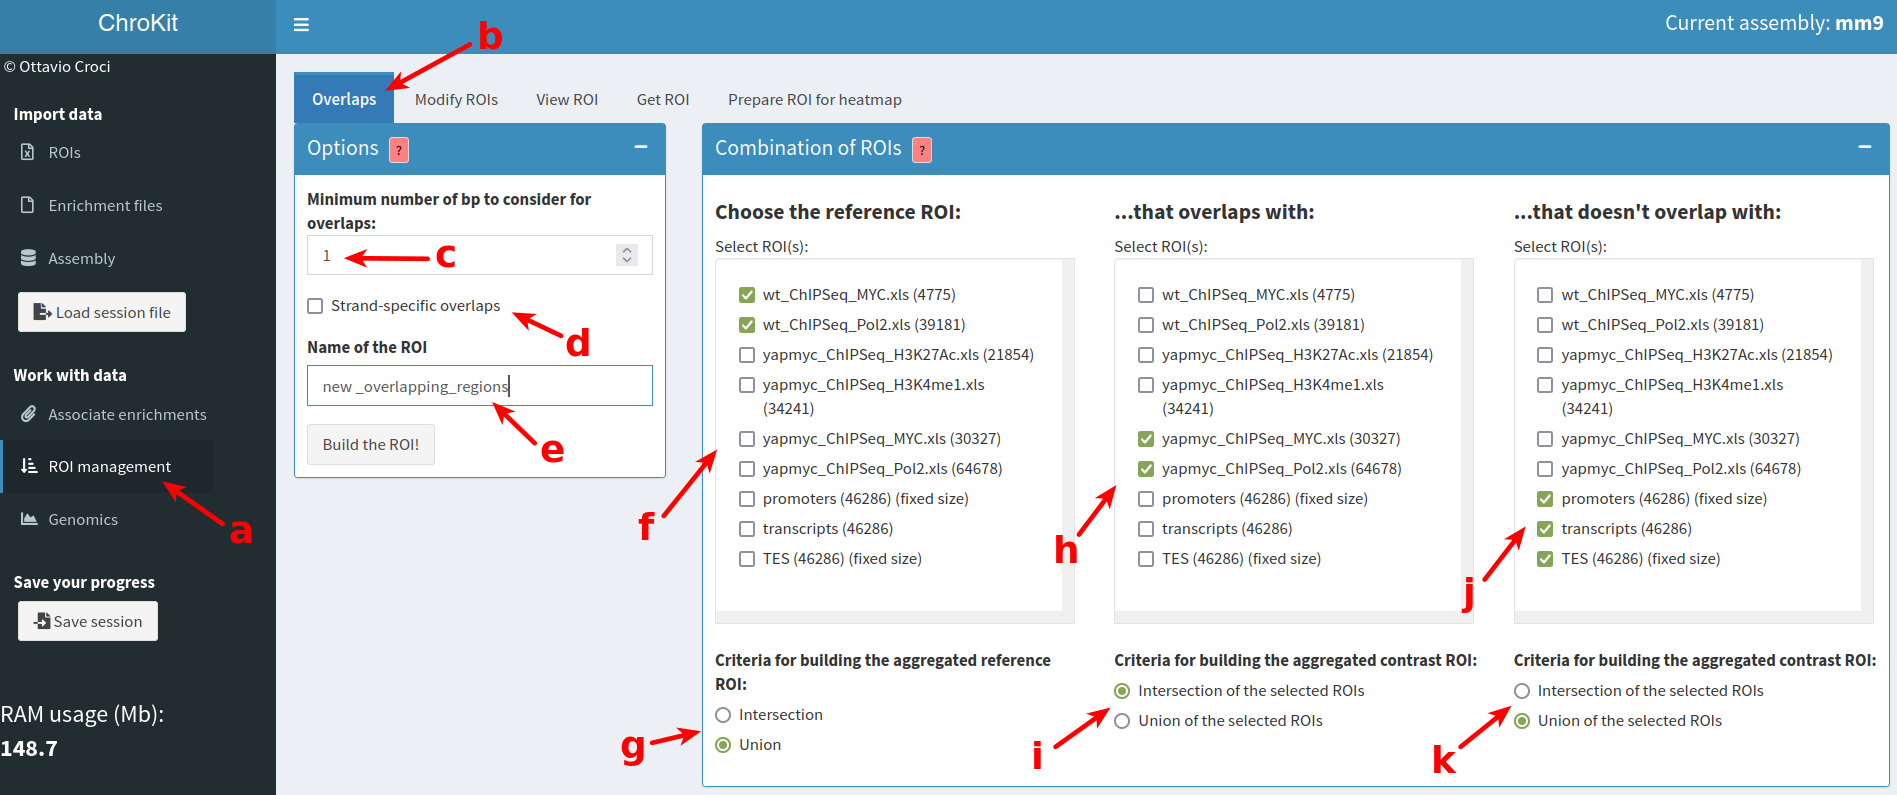 ChroKit
Current assembly: mm9
© Ottavio Croci
Import data
ROIs
Enrichment files
Assembly
Load session file
Work with data
Associate enrichments
ROI management
Genomics
Save your progress
Save session
RAM usage (Mb):
148.7
a
b
Overlaps
Modify ROIs
View ROI
Get ROI
Prepare ROI for heatmap
Options ?
Minimum number of bp to consider for
overlaps:
1
c
Strand-specific overlaps
d
Name of the ROI
new _overlapping_regions
e
Build the ROI!
Combination of ROIs ?
Choose the reference ROI:
Select ROI(s):
wt_ChIPSeq_MYC.xls (4775)
wt_ChIPSeq_Pol2.xls (39181)
yapmyc_ChIPSeq_H3K27Ac.xls (21854)
yapmyc_ChIPSeq_H3K4me1.xls
(34241)
yapmyc_ChIPSeq_MYC.xls (30327)
yapmyc_ChIPSeq_Pol2.xls (64678)
promoters (46286) (fixed size)
transcripts (46286)
TES (46286) (fixed size)
f
Criteria for building the aggregated reference
ROI:
Intersection
Union
g
...that overlaps with:
Select ROI(s):
wt_ChIPSeq_MYC.xls (4775)
wt_ChIPSeq_Pol2.xls (39181)
yapmyc_ChIPSeq_H3K27Ac.xls (21854)
yapmyc_ChIPSeq_H3K4me1.xls
(34241)
yapmyc_ChIPSeq_MYC.xls (30327)
yapmyc_ChIPSeq_Pol2.xls (64678)
promoters (46286) (fixed size)
transcripts (46286)
TES (46286) (fixed size)
h
Criteria for building the aggregated contrast ROI:
Intersection of the selected ROIs
Union of the selected ROIs
i
...that doesn't overlap with:
Select ROI(s):
wt_ChIPSeq_MYC.xls (4775)
wt_ChIPSeq_Pol2.xls (39181)
yapmyc_ChIPSeq_H3K27Ac.xls (21854)
yapmyc_ChIPSeq_H3K4me1.xls
(34241)
yapmyc_ChIPSeq_MYC.xls (30327)
yapmyc_ChIPSeq_Pol2.xls (64678)
promoters (46286) (fixed size)
transcripts (46286)
TES (46286) (fixed size)
j
Criteria for building the aggregated contrast ROI:
Intersection of the selected ROIs
Union of the selected ROIs
k